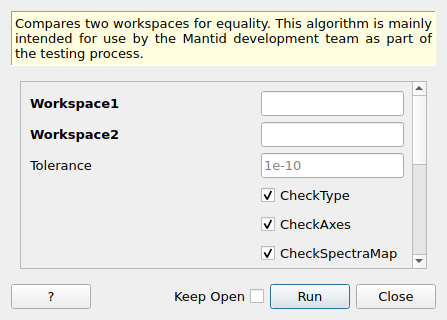 Compares two workspaces for equality. This algorithm is mainly
intended for use by the Mantid development team as part of
the testing process.
Workspace1
Workspace2
Tolerance 1e-10
CheckType
CheckAxes
CheckSpectraMap
? Keep Open Run Close